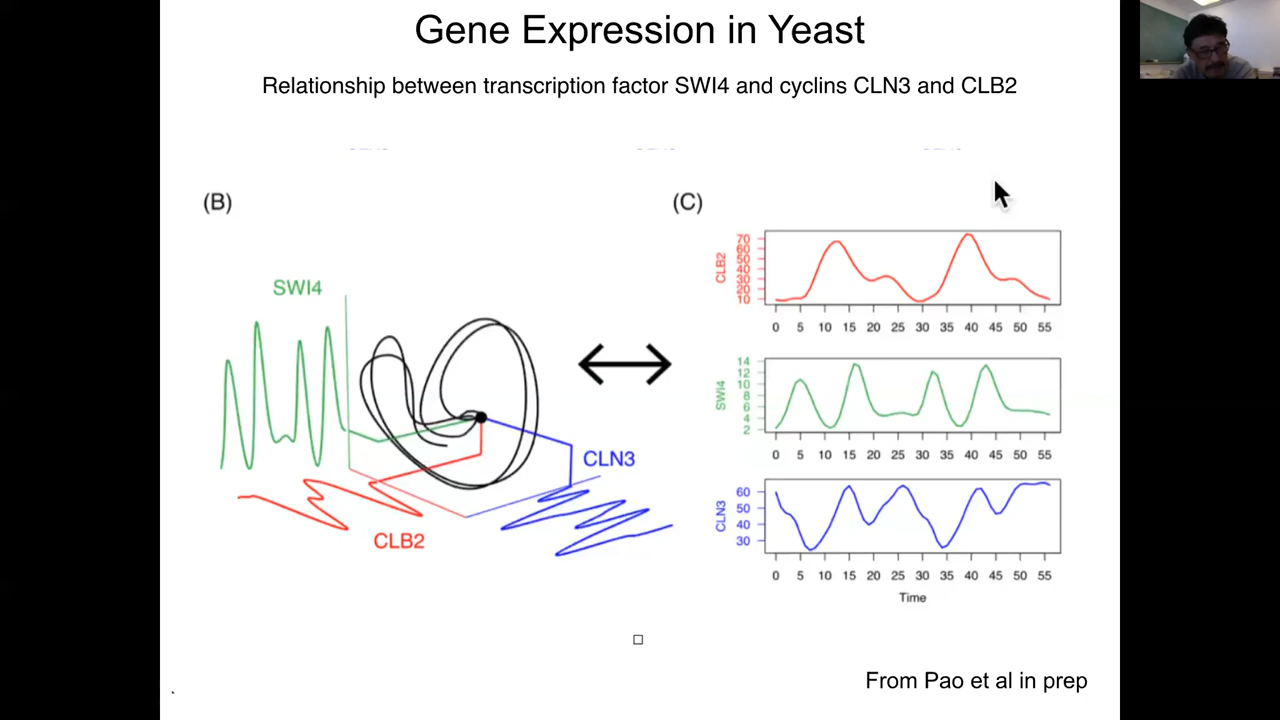 Gene Expression in Yeast
Relationship between transcription factor SWI4 and cyclins CLN3 and CLB2
(B)
SWI4
CLB2
CLN3
(C)
CLB2
70
60
50
40
30
20
10
0 5 10 15 20 25 30 35 40 45 50 55
SWI4
14
12
10
8
6
4
2
0 5 10 15 20 25 30 35 40 45 50 55
CLN3
60
50
40
30
0 5 10 15 20 25 30 35 40 45 50 55
Time
From Pao et al in prep